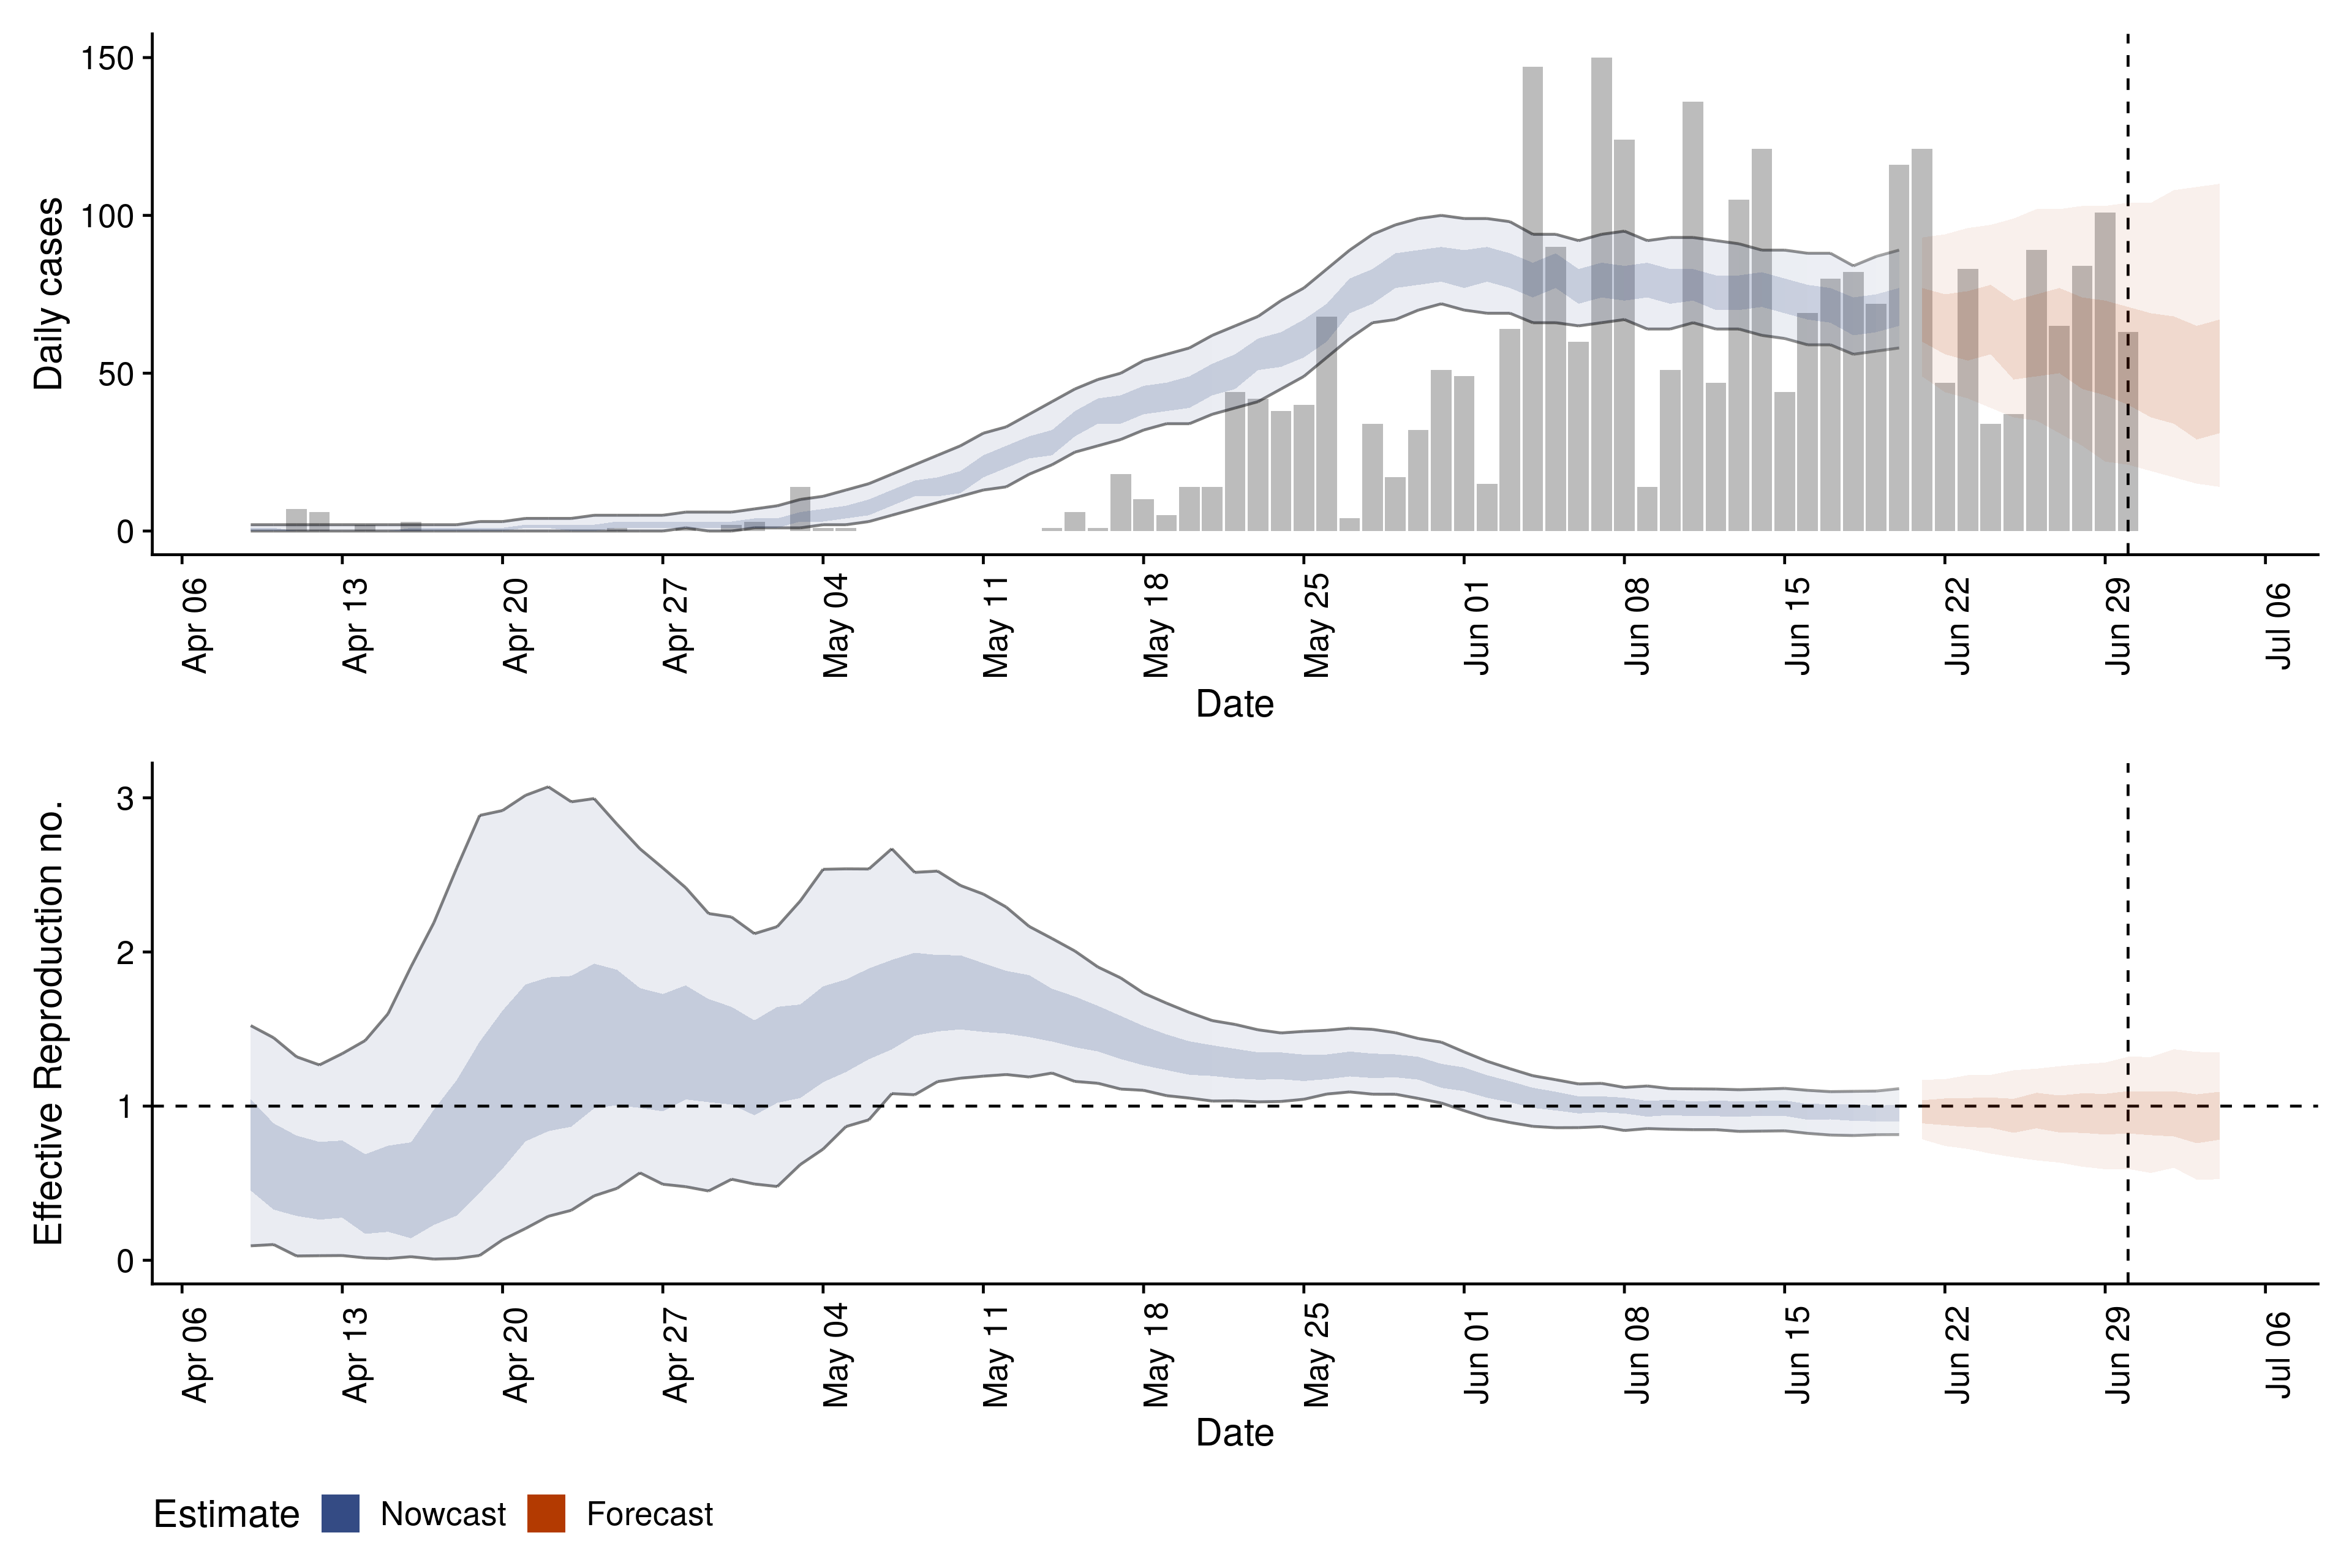 150
100
50
0
Daily cases
Apr 06
Apr 13
Apr 20
Apr 27
May 04
May 11
May 18
May 25
Jun 01
Jun 08
Jun 15
Jun 22
Jun 29
Jul 06
Date
3
2
1
0
Effective Reproduction no.
Apr 06
Apr 13
Apr 20
Apr 27
May 04
May 11
May 18
May 25
Jun 01
Jun 08
Jun 15
Jun 22
Jun 29
Jul 06
Date
Estimate Nowcast Forecast